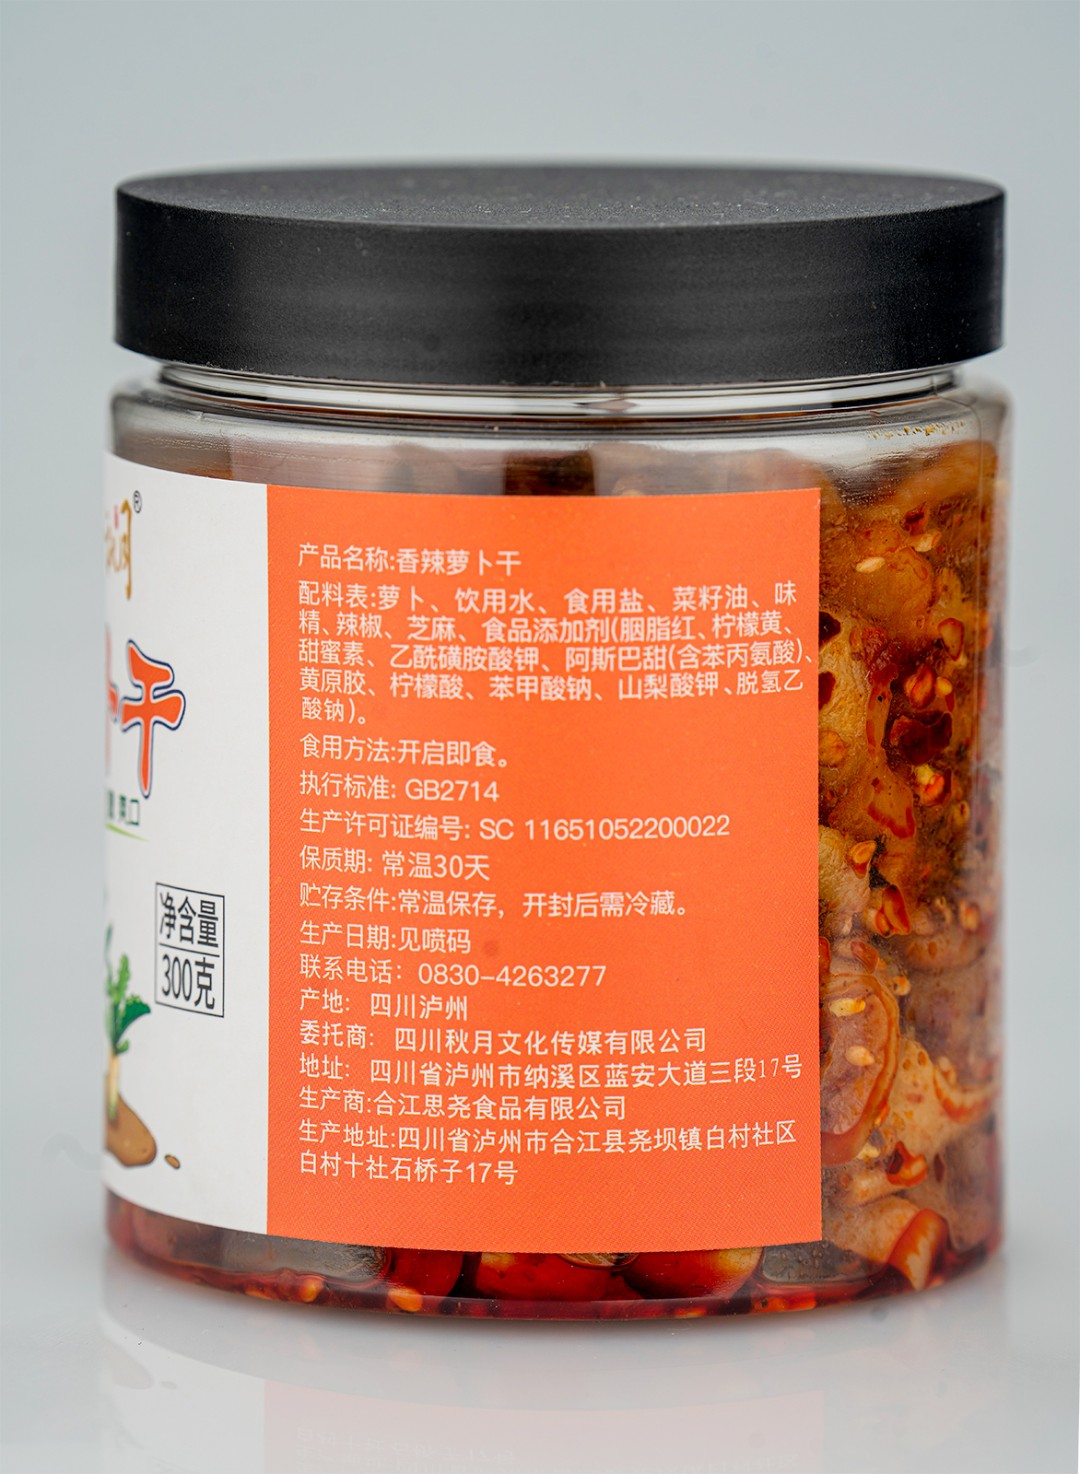 月®
干
爽口
净含量
300克
产品名称:香辣萝卜干
配料表:萝卜、饮用水、食用盐、菜籽油、味
精、辣椒、芝麻、食品添加剂(胭脂红、柠檬黄、
甜蜜素、乙酰磺胺酸钾、阿斯巴甜(含苯丙氨酸)、
黄原胶、柠檬酸、苯甲酸钠、山梨酸钾、脱氢乙
酸钠)。
食用方法:开启即食。
执行标准: GB2714
生产许可证编号: SC 11651052200022
保质期: 常温30天
贮存条件:常温保存，开封后需冷藏。
生产日期:见喷码
联系电话：0830-4263277
产地：四川泸州
委托商：四川秋月文化传媒有限公司
地址：四川省泸州市纳溪区蓝安大道三段17号
生产商:合江思尧食品有限公司
生产地址:四川省泸州市合江县尧坝镇白村社区
白村十社石桥子17号